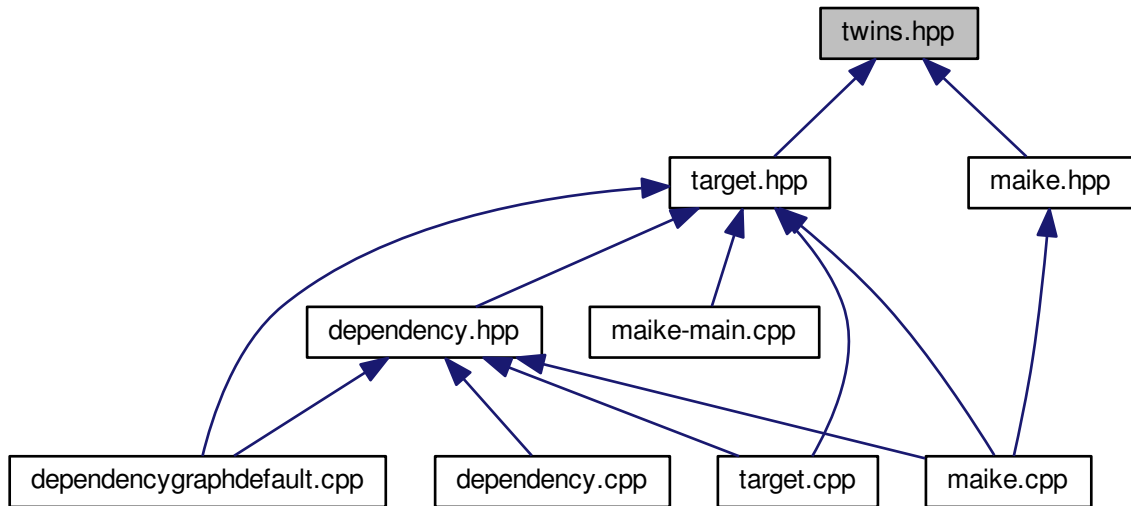 twins.hpp
target.hpp
maike.hpp
dependency.hpp
maike-main.cpp
dependencygraphdefault.cpp
dependency.cpp
target.cpp
maike.cpp